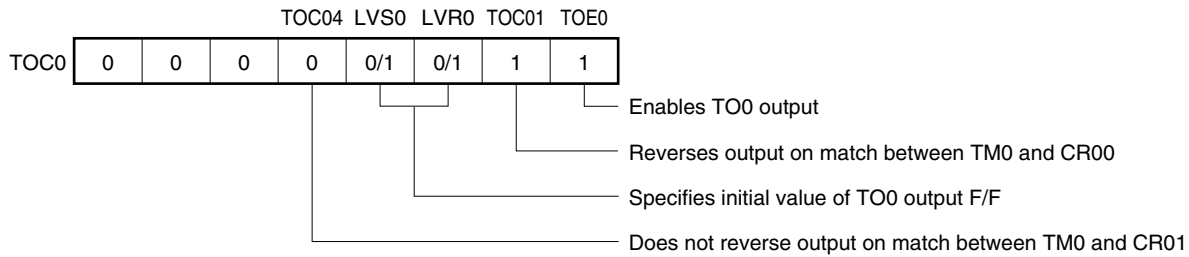 TOC04 LVS0 LVR0 TOC01 TOE0
TOC0 0 0 0 0 0/1 0/1 1 1
Enables TO0 output
Reverses output on match between TM0 and CR00
Specifies initial value of TO0 output F/F
Does not reverse output on match between TM0 and CR01